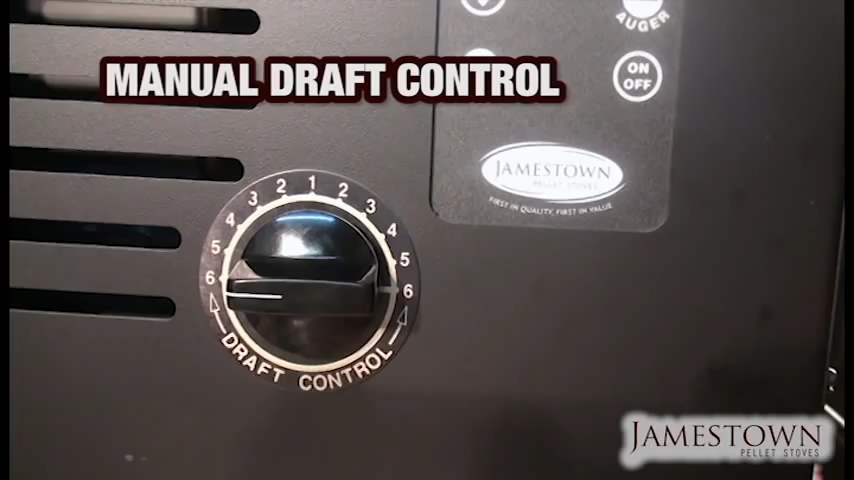 AUGER
ON
OFF
MANUAL DRAFT CONTROL
JAMESTOWN
PELLET STOVES
FIRST IN QUALITY, FIRST IN VALUE
6 5 4 3 2 1 2 3 4 5 6
DRAFT CONTROL
JAMESTOWN
PELLET STOVES